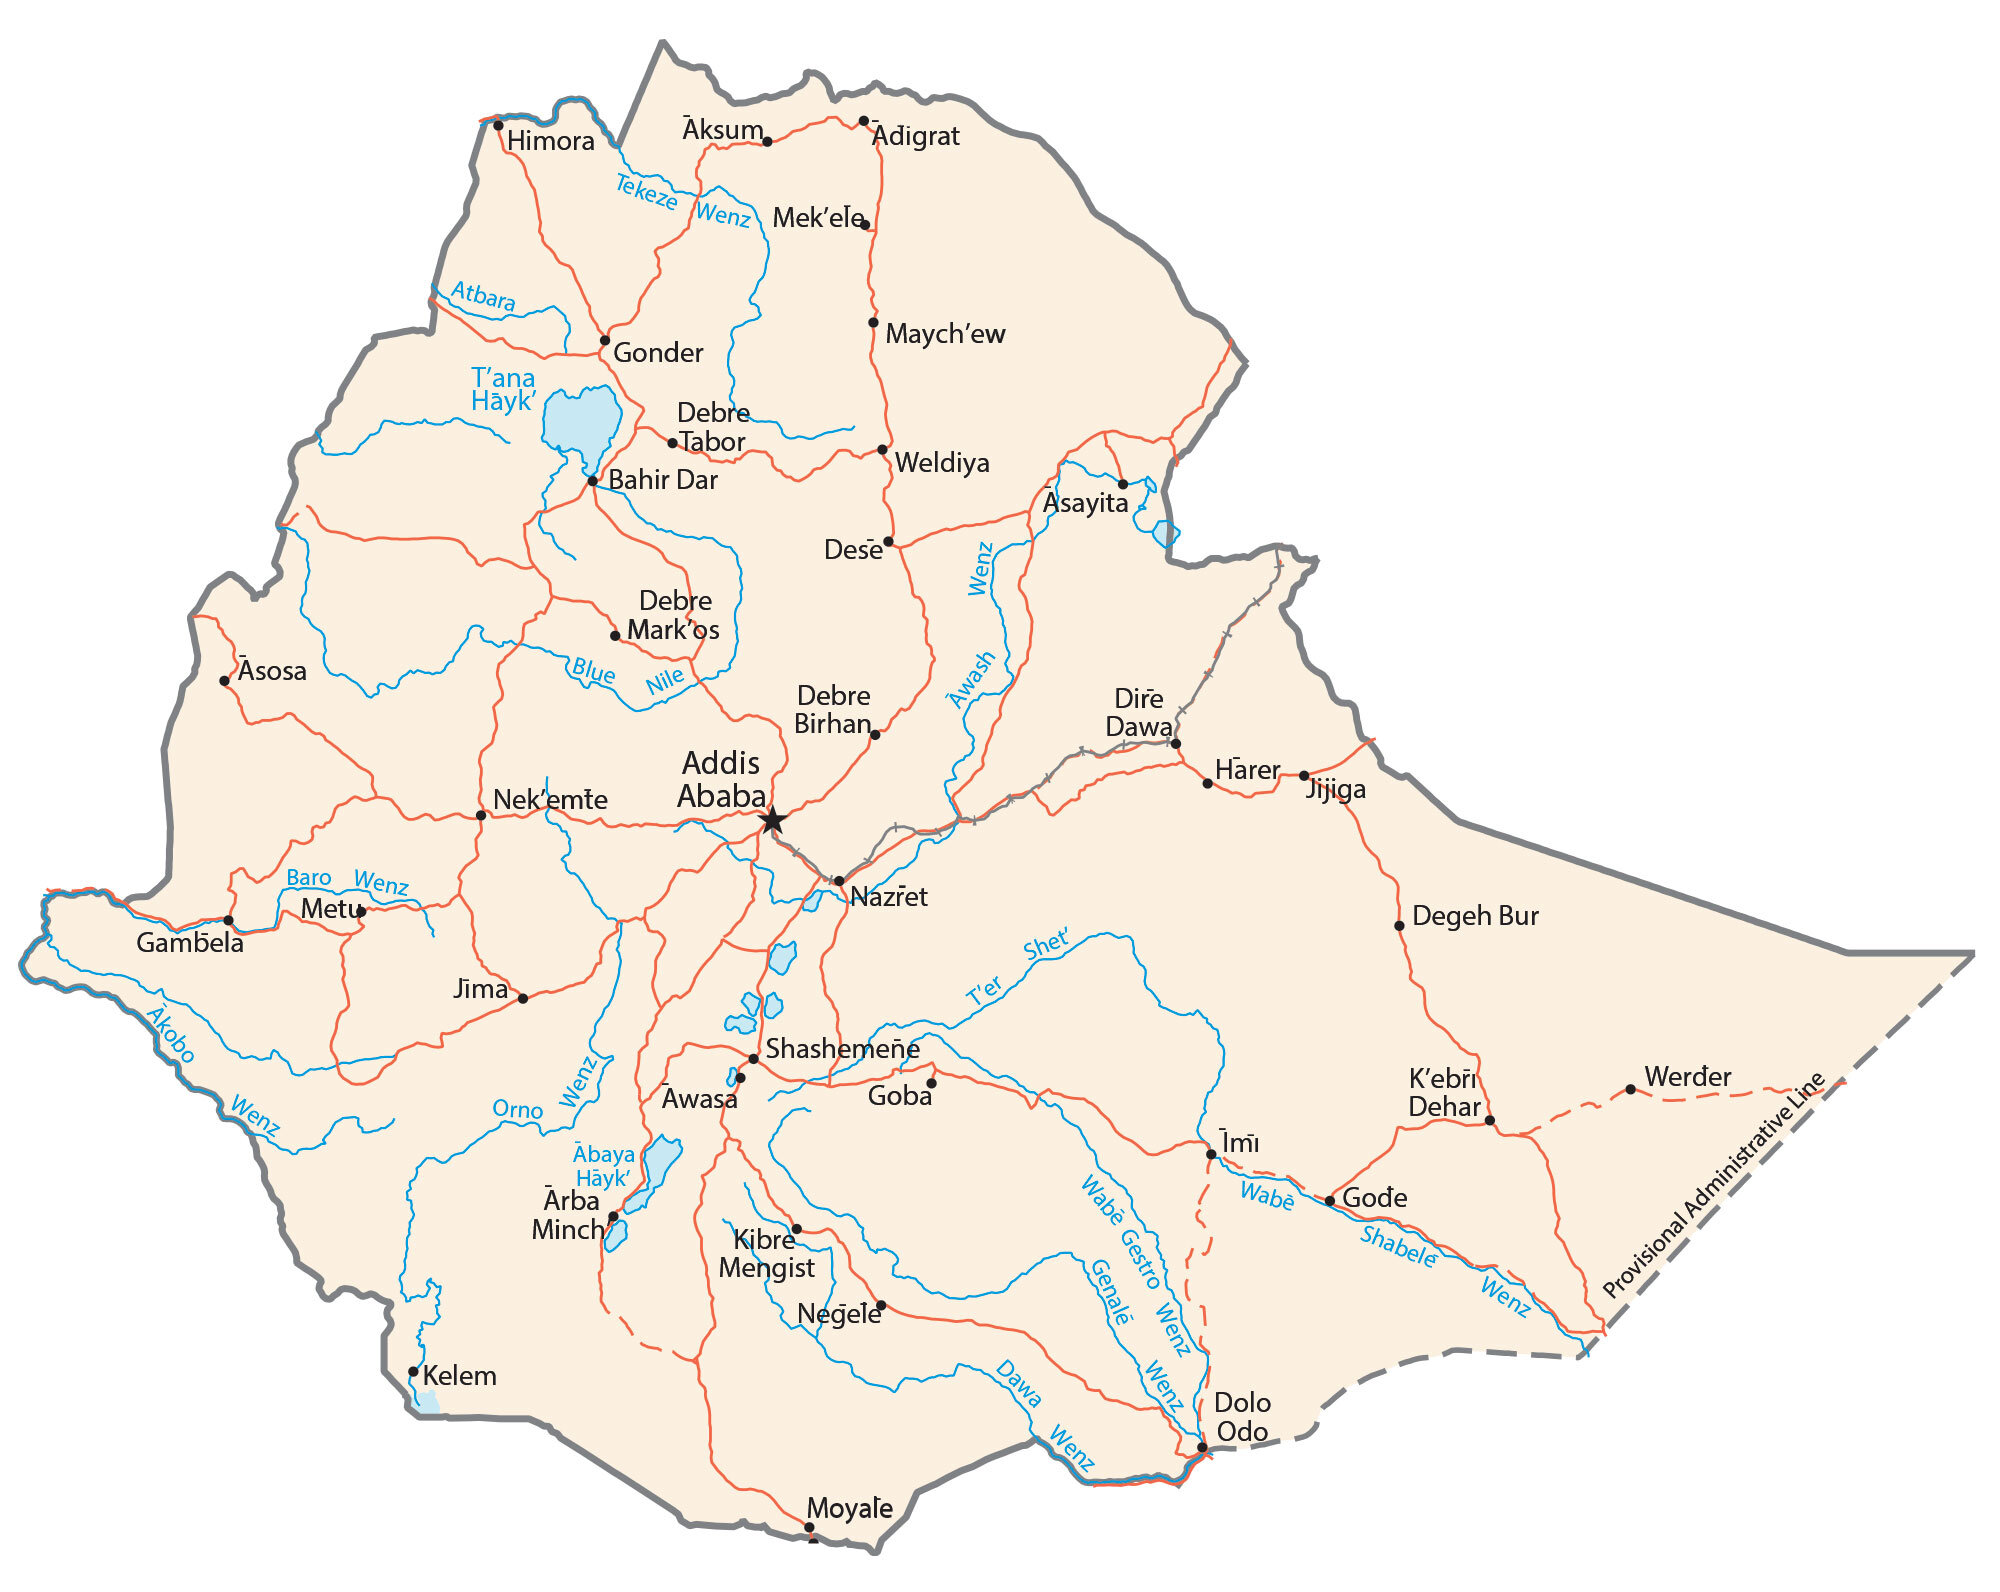 Himora
Āksum
Ādigrat
Tekeze Wenz
Mek'elē
Atbara
Maych'ew
Gonder
T'ana
Hāyk'
Debre
Tabor
Weldiya
Bahir Dar
Āsayita
Desē
Wenz
Āwash
Debre
Mark'os
Blue Nile
Āsosa
Debre
Birhan
Dirē
Dawa
Addis
Ababa
Hārer
Jijiga
Nek'emtē
Baro Wenz
Metu
Nazrēt
Gambēla
Degeh Bur
T'er Shet'
Jīma
Ākobo
Wenz
Shashemenē
Āwasa
Goba
Orno Wenz
K'ebrī
Dehar
Werdēr
Provisional Administrative Line
Ābaya
Hāyk'
Īmī
Ārba
Minch'
Wabē Gestro Wenz
Wabē Shabelē Wenz
Godē
Kibre
Mengist
Genalē Wenz
Negēlē
Kelem
Dawa Wenz
Dolo
Odo
Moyalē